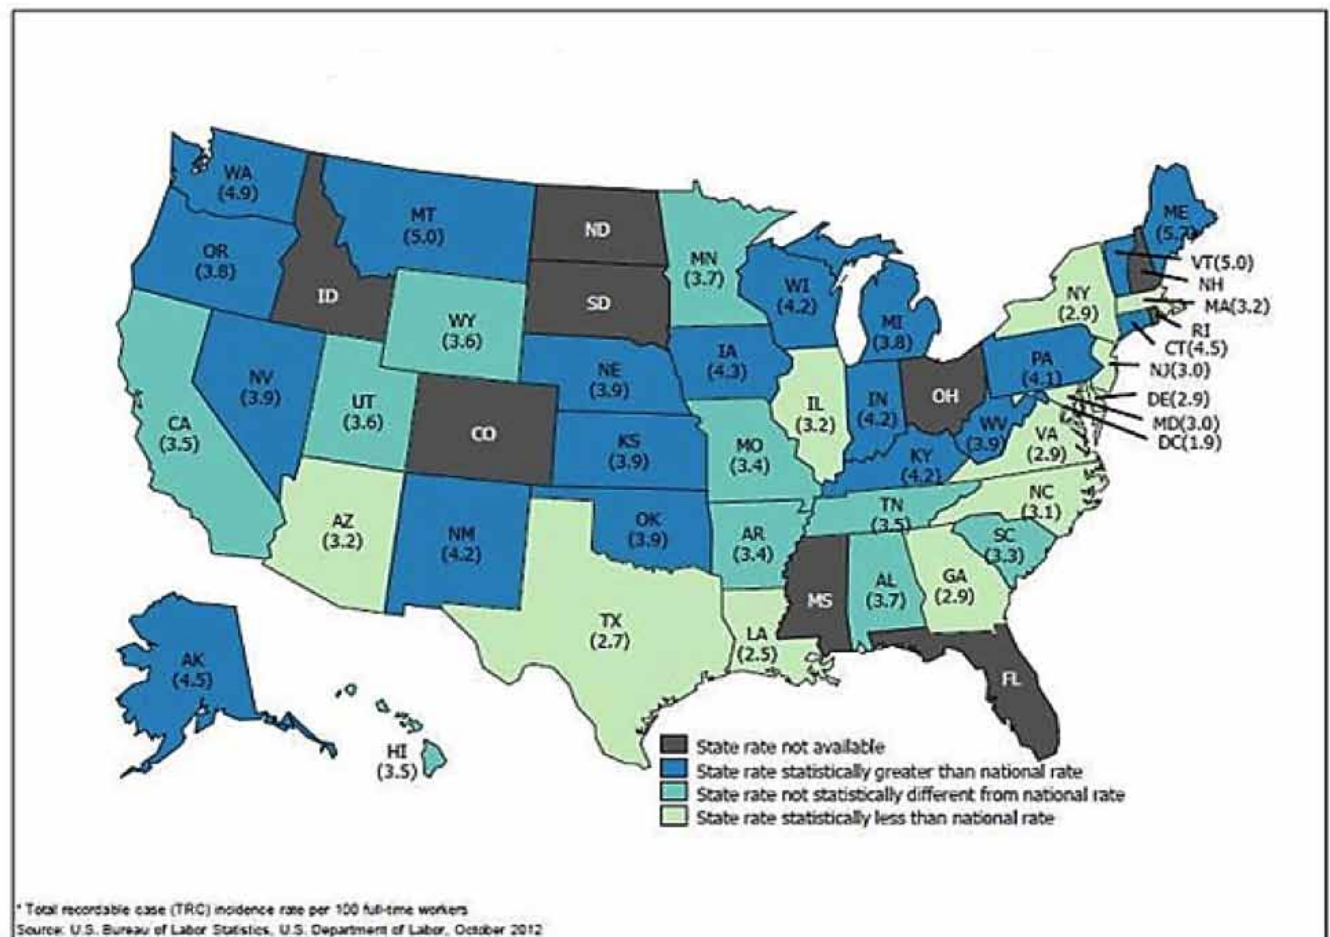 WA
(4.9)
MT
(5.0)
ND
MN
(3.7)
ME
(5.7)
OR
(3.8)
ID
SD
WI
(4.2)
MI
(3.8)
NY
(2.9)
VT(5.0)
NH
MA(3.2)
RI
CT(4.5)
NJ(3.0)
DE(2.9)
MD(3.0)
DC(1.9)
WY
(3.6)
NE
(3.9)
IA
(4.3)
PA
(4.1)
NV
(3.9)
UT
(3.6)
CO
IL
(3.2)
IN
(4.2)
OH
CA
(3.5)
KS
(3.9)
MO
(3.4)
WV
(3.9)
VA
(2.9)
KY
(4.2)
AZ
(3.2)
NM
(4.2)
OK
(3.9)
AR
(3.4)
TN
(3.5)
NC
(3.1)
SC
(3.3)
TX
(2.7)
LA
(2.5)
MS
AL
(3.7)
GA
(2.9)
FL
AK
(4.5)
HI
(3.5)
State rate not available
State rate statistically greater than national rate
State rate not statistically different from national rate
State rate statistically less than national rate
* Total recordable case (TRC) incidence rate per 100 full-time workers
Source: U.S. Bureau of Labor Statistics, U.S. Department of Labor, October 2012